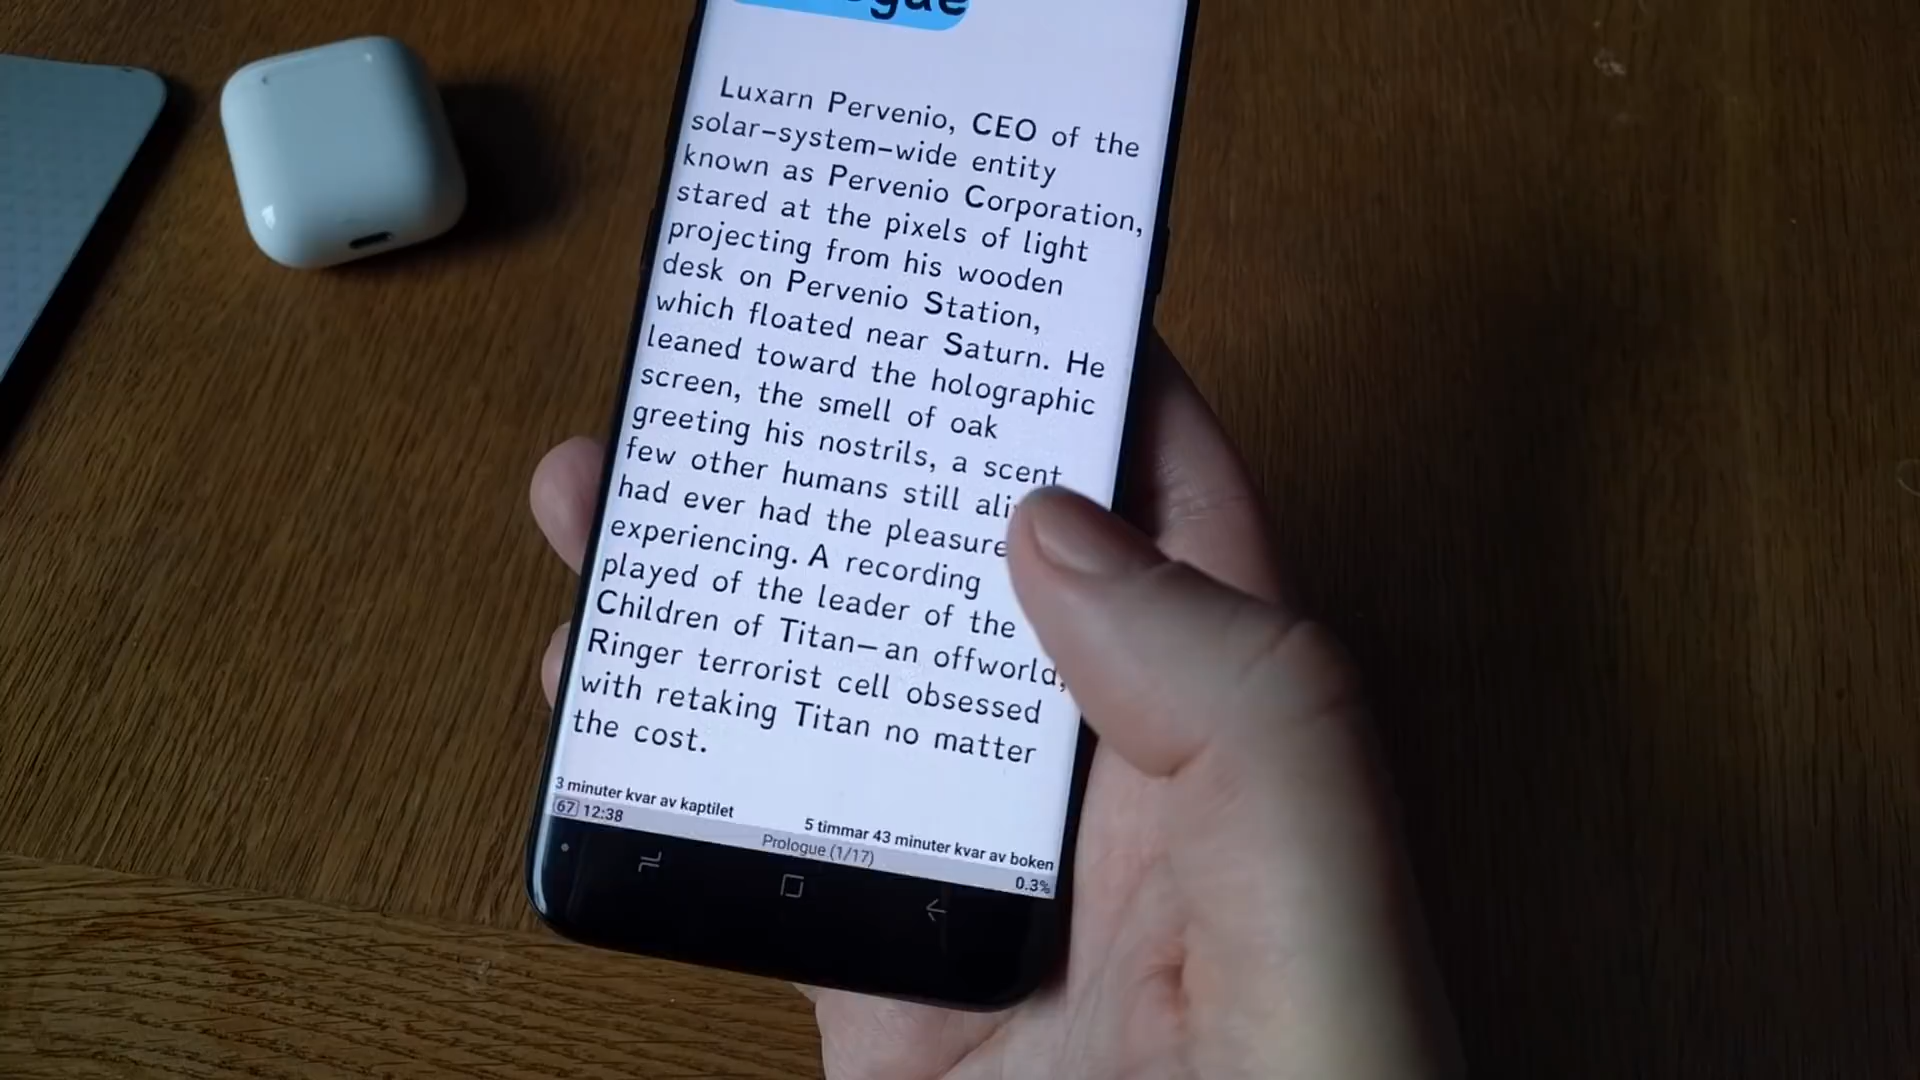 Luxarn Pervenio, CEO of the
solar-system-wide entity
known as Pervenio Corporation,
stared at the pixels of light
projecting from his wooden
desk on Pervenio Station,
which floated near Saturn. He
leaned toward the holographic
screen, the smell of oak
greeting his nostrils, a scent
few other humans still
had ever had the pleasure
experiencing. A recording
played of the leader of the
Children of Titan—an offworld,
Ringer terrorist cell obsessed
with retaking Titan no matter
the cost.
3 minuter kvar av kaptilet
5 timmar 43 minuter kvar av boken
67 12:38
Prologue (1/17)
0.3%